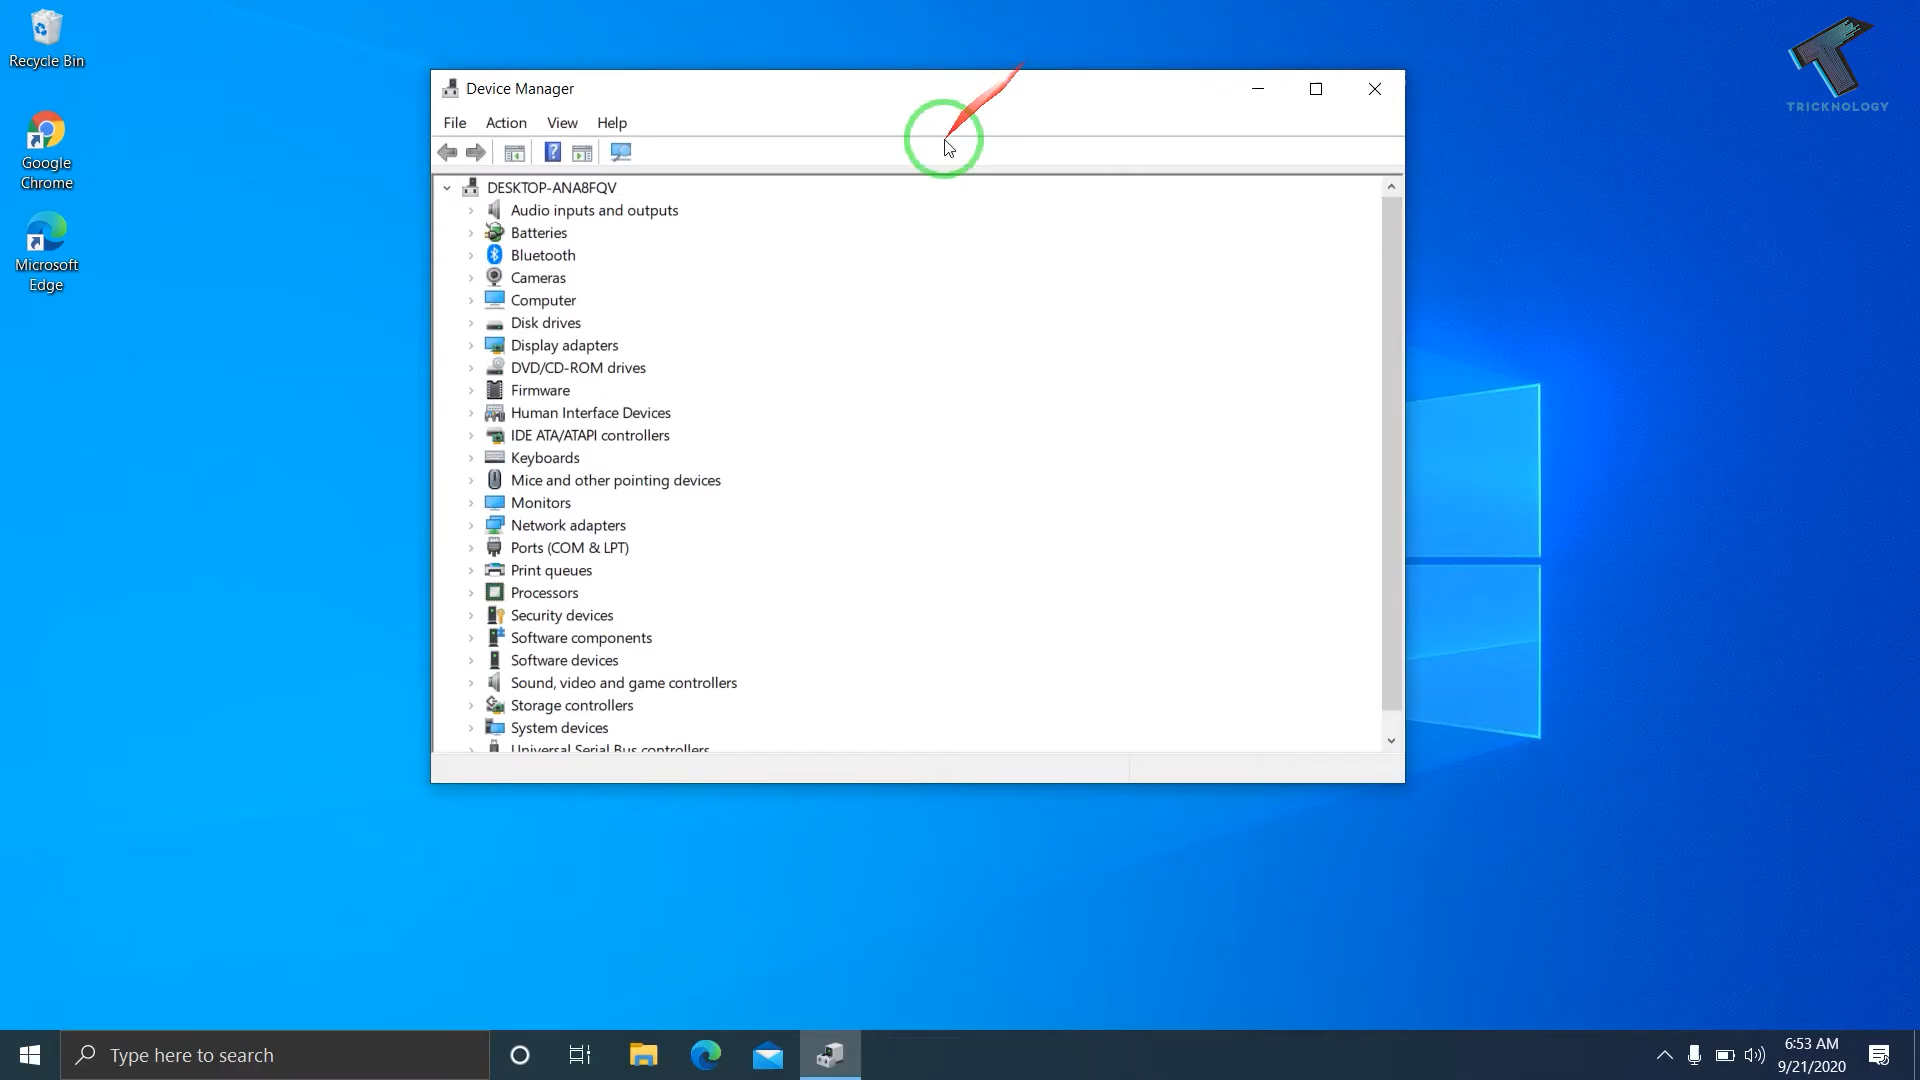 Recycle Bin
Google
Chrome
Microsoft
Edge
TRICKNOLOGY
Device Manager
File Action View Help
DESKTOP-ANA8FQV
Audio inputs and outputs
Batteries
Bluetooth
Cameras
Computer
Disk drives
Display adapters
DVD/CD-ROM drives
Firmware
Human Interface Devices
IDE ATA/ATAPI controllers
Keyboards
Mice and other pointing devices
Monitors
Network adapters
Ports (COM & LPT)
Print queues
Processors
Security devices
Software components
Software devices
Sound, video and game controllers
Storage controllers
System devices
Universal Serial Bus controllers
Type here to search
6:53 AM
9/21/2020